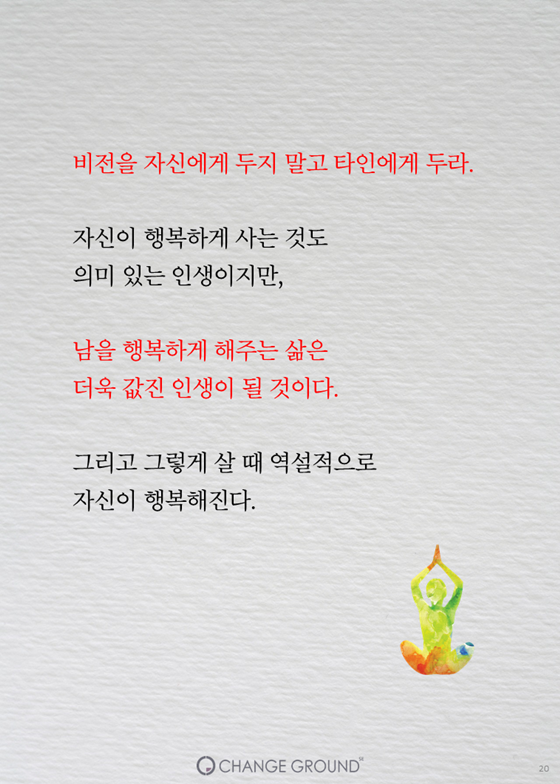 비전을 자신에게 두지 말고 타인에게 두라.
자신이 행복하게 사는 것도
의미 있는 인생이지만,
남을 행복하게 해주는 삶은
더욱 값진 인생이 될 것이다.
그리고 그렇게 살 때 역설적으로
자신이 행복해진다.
CHANGE GROUND
20